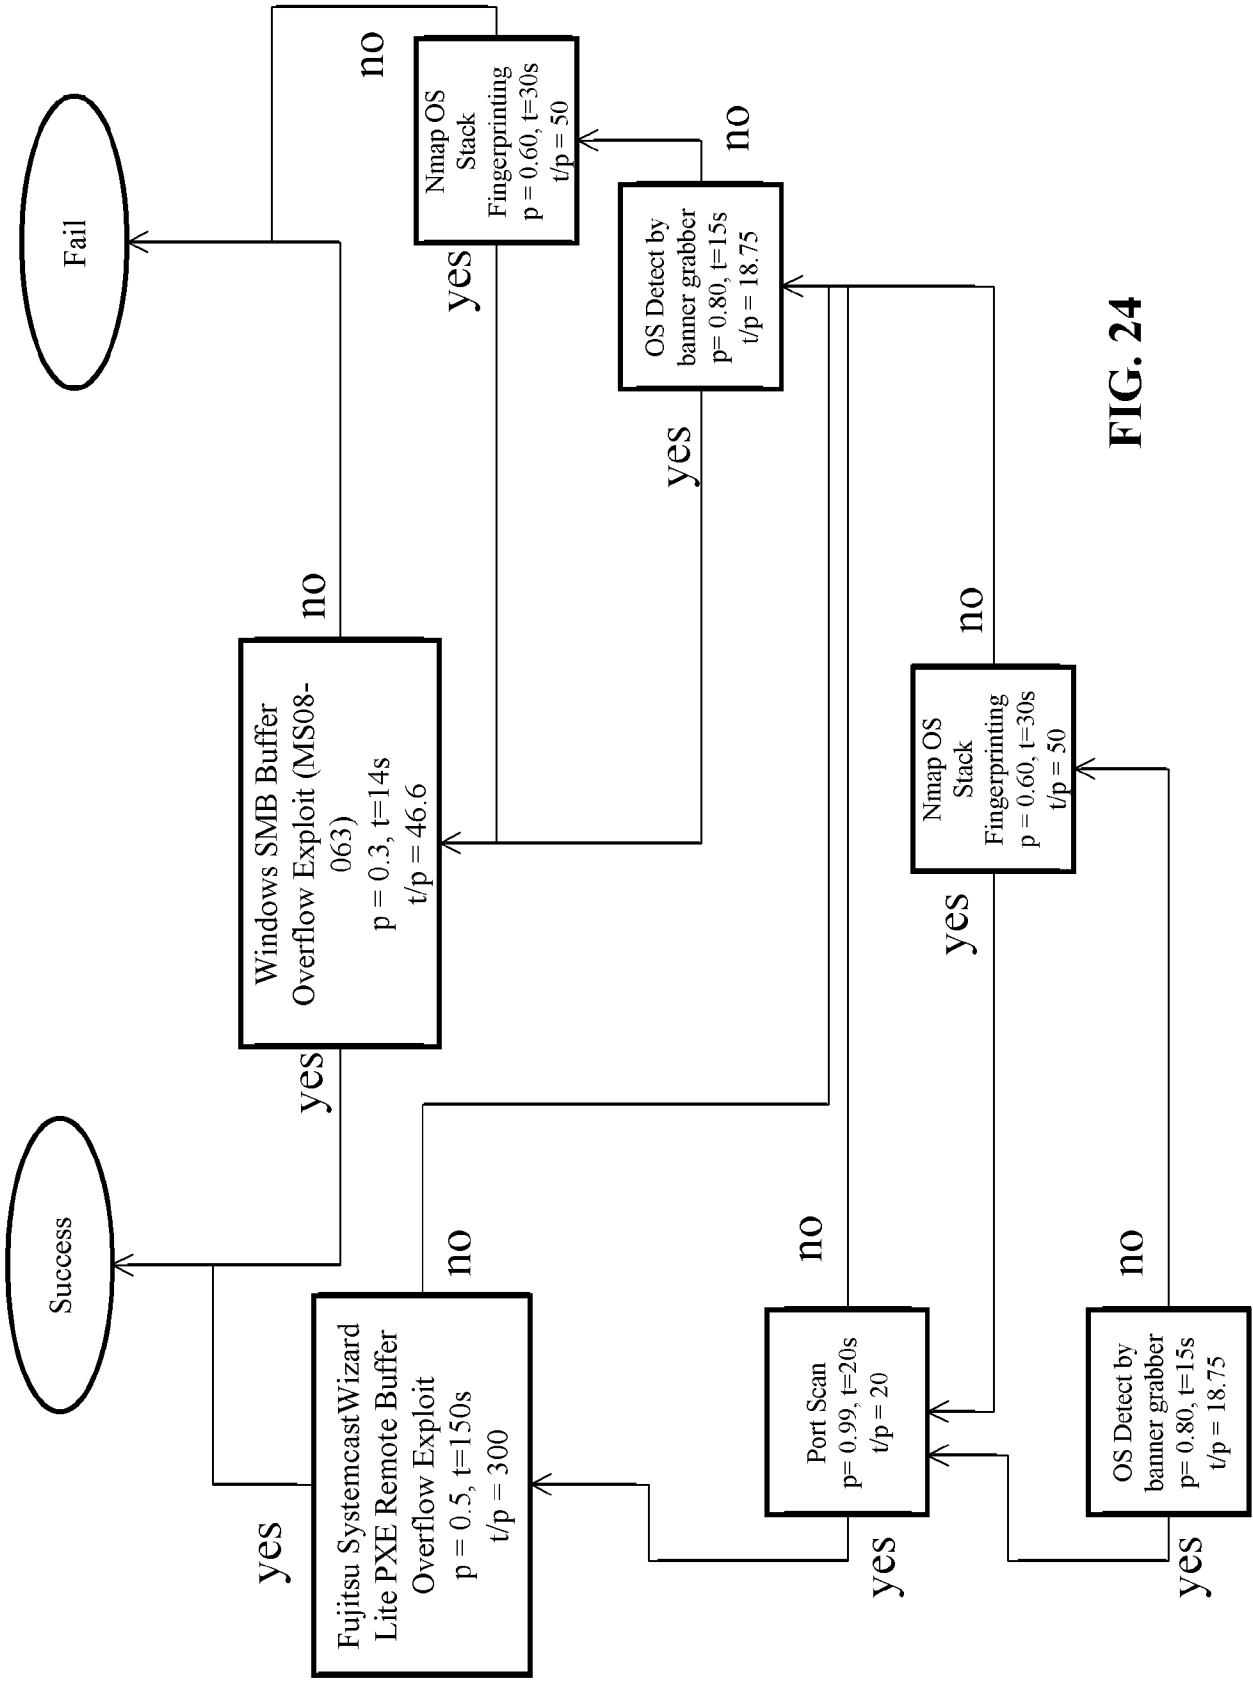 Success
Fail
yes
Windows SMB Buffer
Overflow Exploit (MS08-
063)
p = 0.3, t=14s
t/p = 46.6
yes
no
no
Fujitsu SystemcastWizard
Lite PXE Remote Buffer
Overflow Exploit
p = 0.5, t=150s
t/p = 300
no
Nmap OS
Stack
Fingerprinting
p = 0.60, t=30s
t/p = 50
yes
OS Detect by
banner grabber
p= 0.80, t=15s
t/p = 18.75
yes
no
Port Scan
p= 0.99, t=20s
t/p = 20
yes
no
Nmap OS
Stack
Fingerprinting
p = 0.60, t=30s
t/p = 50
yes
no
OS Detect by
banner grabber
p= 0.80, t=15s
t/p = 18.75
yes
no
FIG. 24